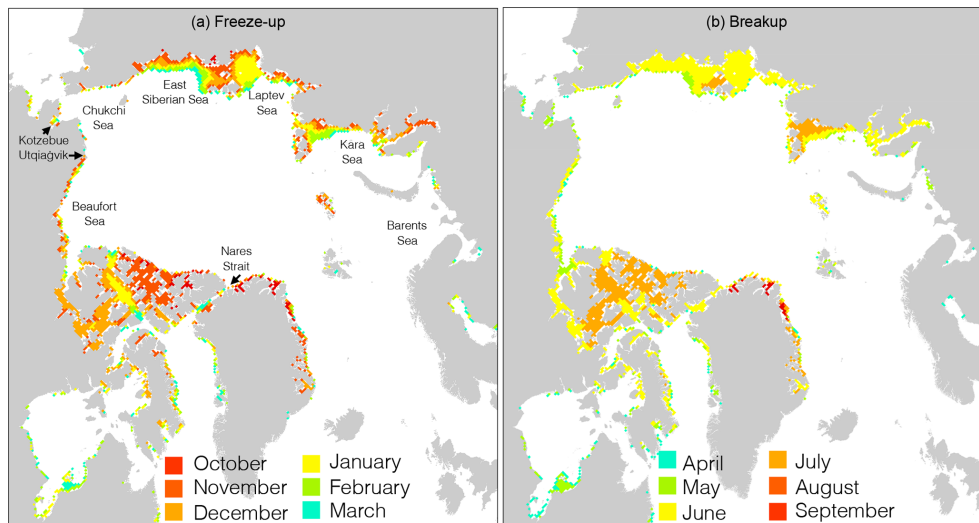 (a) Freeze-up
East
Siberian Sea
Laptev
Sea
Chukchi
Sea
Kotzebue
Utqiaġvik
Kara
Sea
Beaufort
Sea
Barents
Sea
Nares
Strait
October
November
December
January
February
March
(b) Breakup
April
May
June
July
August
September